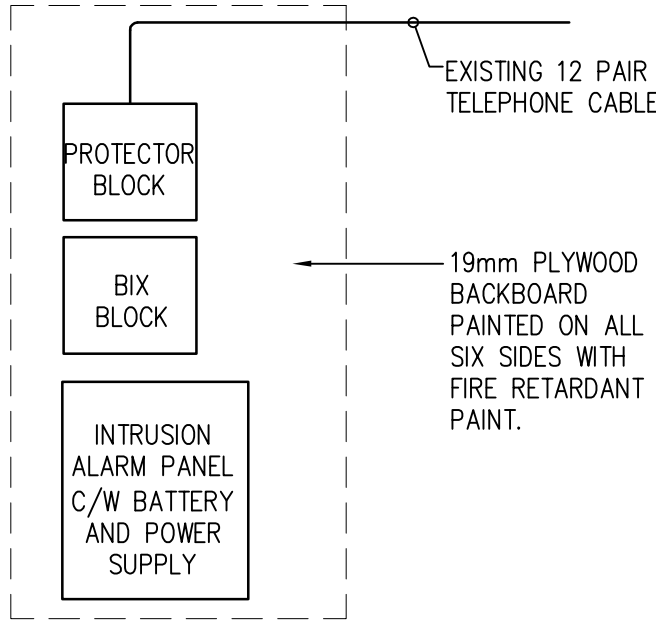 EXISTING 12 PAIR
TELEPHONE CABLE
PROTECTOR
BLOCK
BIX
BLOCK
19mm PLYWOOD
BACKBOARD
PAINTED ON ALL
SIX SIDES WITH
FIRE RETARDANT
PAINT.
INTRUSION
ALARM PANEL
C/W BATTERY
AND POWER
SUPPLY